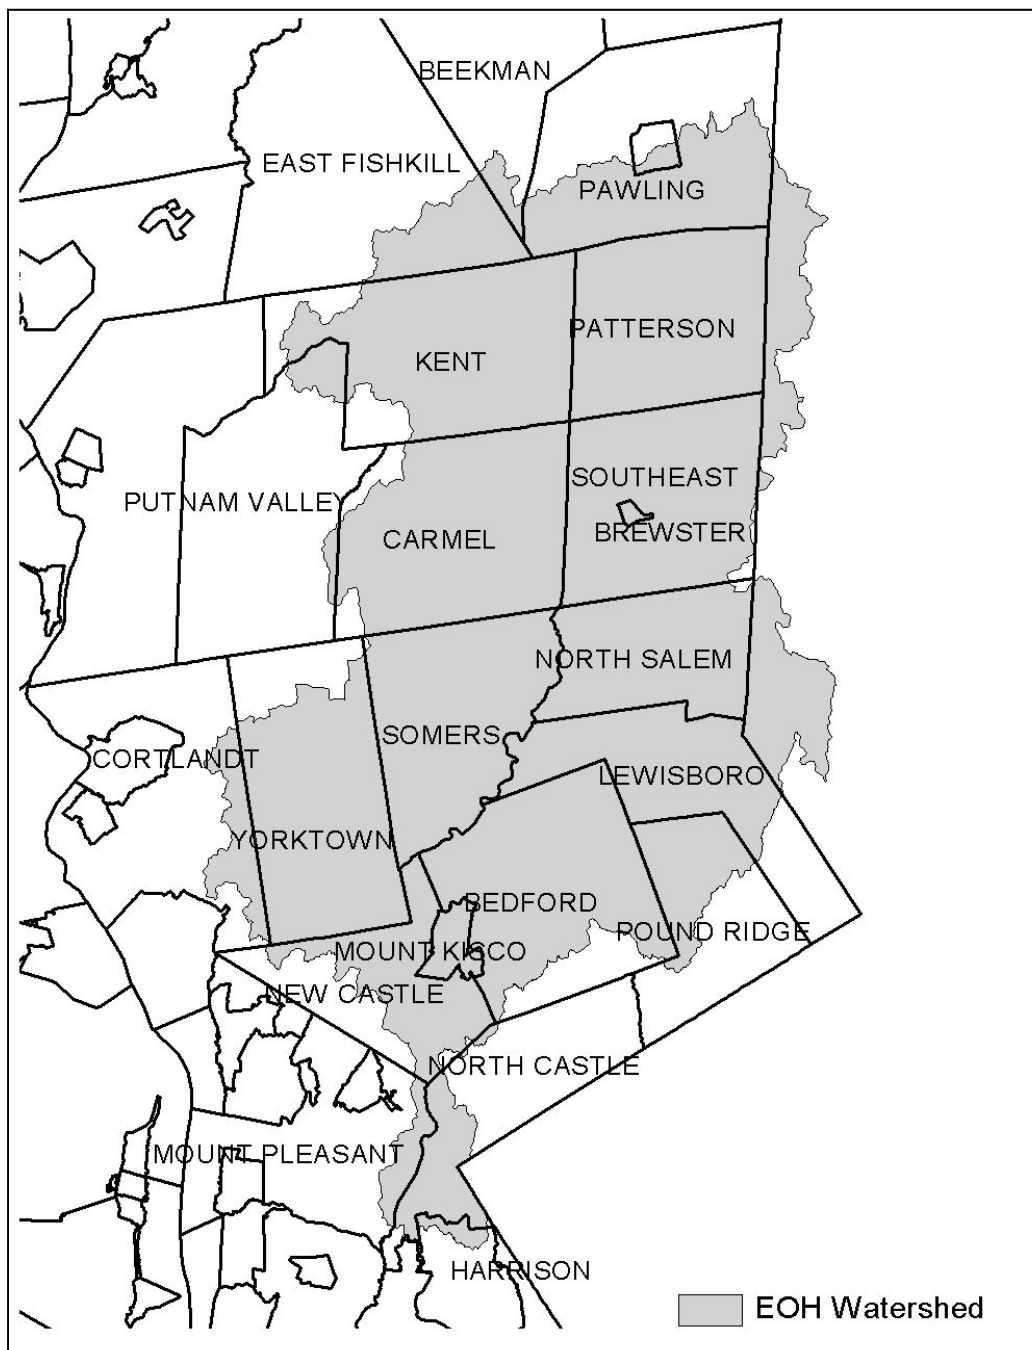 BEEKMAN
EAST FISHKILL
PAWLING
PATTERSON
KENT
SOUTHEAST
PUTNAM VALLEY
BREWSTER
CARMEL
NORTH SALEM
SOMERS
CORTLANDT
LEWISBORO
YORKTOWN
BEDFORD
POUND RIDGE
MOUNT KISCO
NEW CASTLE
NORTH CASTLE
MOUNT PLEASANT
HARRISON
EOH Watershed